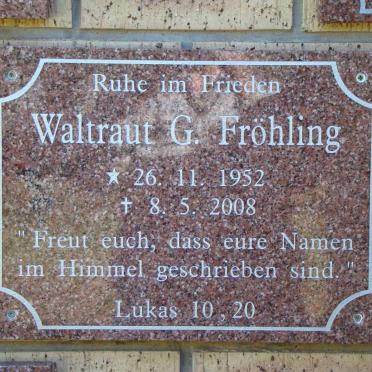 Ruhe im Frieden
Waltraut G. Fröhling
★ 26. 11. 1952
✝ 8. 5. 2008
" Freut euch, dass eure Namen
im Himmel geschrieben sind. "
Lukas 10 , 20